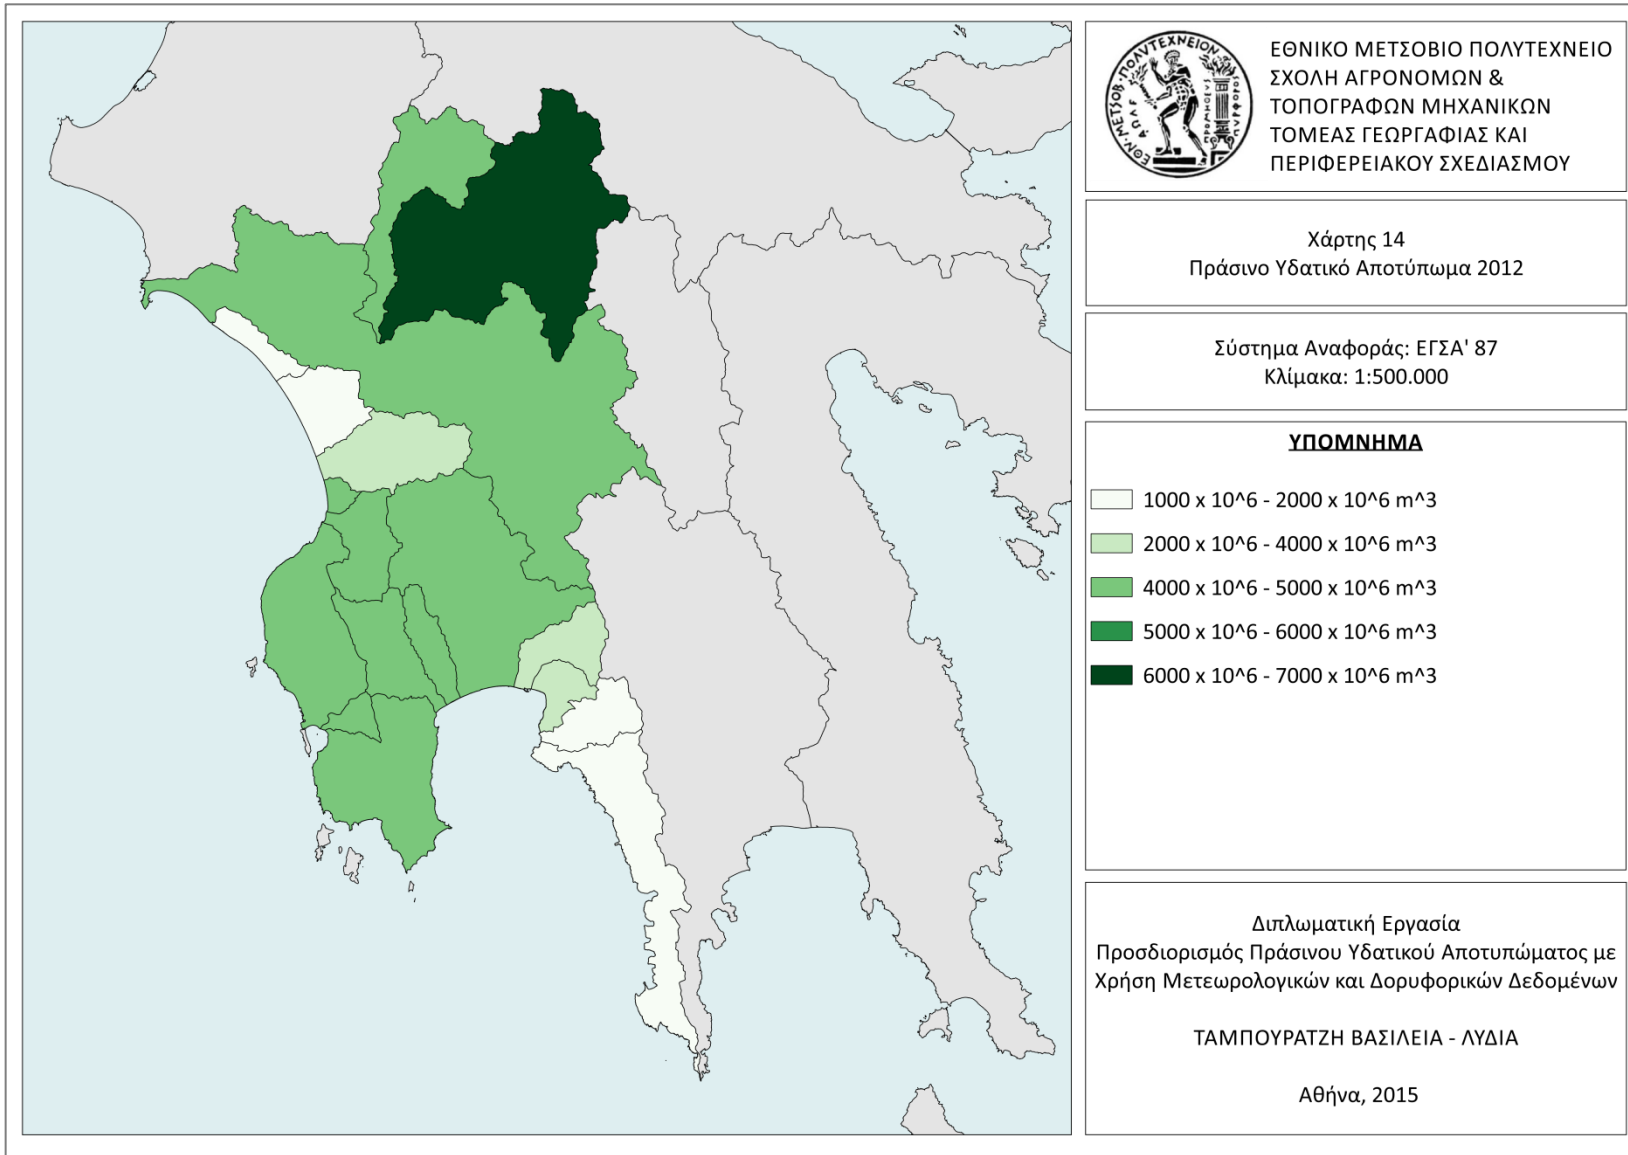 ΕΘΝΙΚΟ ΜΕΤΣΟΒΙΟ ΠΟΛΥΤΕΧΝΕΙΟ
ΣΧΟΛΗ ΑΓΡΟΝΟΜΩΝ &
ΤΟΠΟΓΡΑΦΩΝ ΜΗΧΑΝΙΚΩΝ
ΤΟΜΕΑΣ ΓΕΩΡΓΑΦΙΑΣ ΚΑΙ
ΠΕΡΙΦΕΡΕΙΑΚΟΥ ΣΧΕΔΙΑΣΜΟΥ
Χάρτης 14
Πράσινο Υδατικό Αποτύπωμα 2012
Σύστημα Αναφοράς: ΕΓΣΑ' 87
Κλίμακα: 1:500.000
ΥΠΟΜΝΗΜΑ
1000 x 10^6 - 2000 x 10^6 m^3
2000 x 10^6 - 4000 x 10^6 m^3
4000 x 10^6 - 5000 x 10^6 m^3
5000 x 10^6 - 6000 x 10^6 m^3
6000 x 10^6 - 7000 x 10^6 m^3
Διπλωματική Εργασία
Προσδιορισμός Πράσινου Υδατικού Αποτυπώματος με
Χρήση Μετεωρολογικών και Δορυφορικών Δεδομένων
ΤΑΜΠΟΥΡΑΤΖΗ ΒΑΣΙΛΕΙΑ - ΛΥΔΙΑ
Αθήνα, 2015